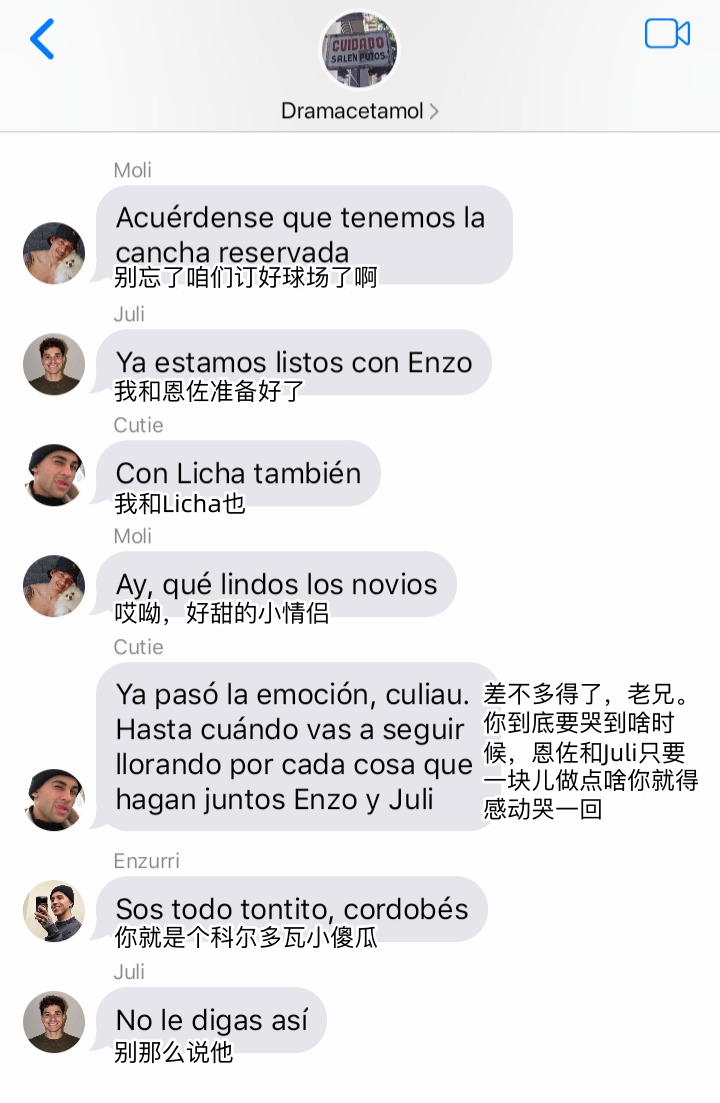 CUIDADO
SALEN PUTOS
Dramacetamol
Moli
Acuérdense que tenemos la
cancha reservada
别忘了咱们订好球场了啊
Juli
Ya estamos listos con Enzo
我和恩佐准备好了
Cutie
Con Licha también
我和Licha也
Moli
Ay, qué lindos los novios
哎呦，好甜的小情侣
Cutie
Ya pasó la emoción, culiau.
Hasta cuándo vas a seguir
llorando por cada cosa que
hagan juntos Enzo y Juli
差不多得了，老兄。
你到底要哭到啥时
候，恩佐和Juli只要
一块儿做点啥你就得
感动哭一回
Enzurri
Sos todo tontito, cordobés
你就是个科尔多瓦小傻瓜
Juli
No le digas así
别那么说他